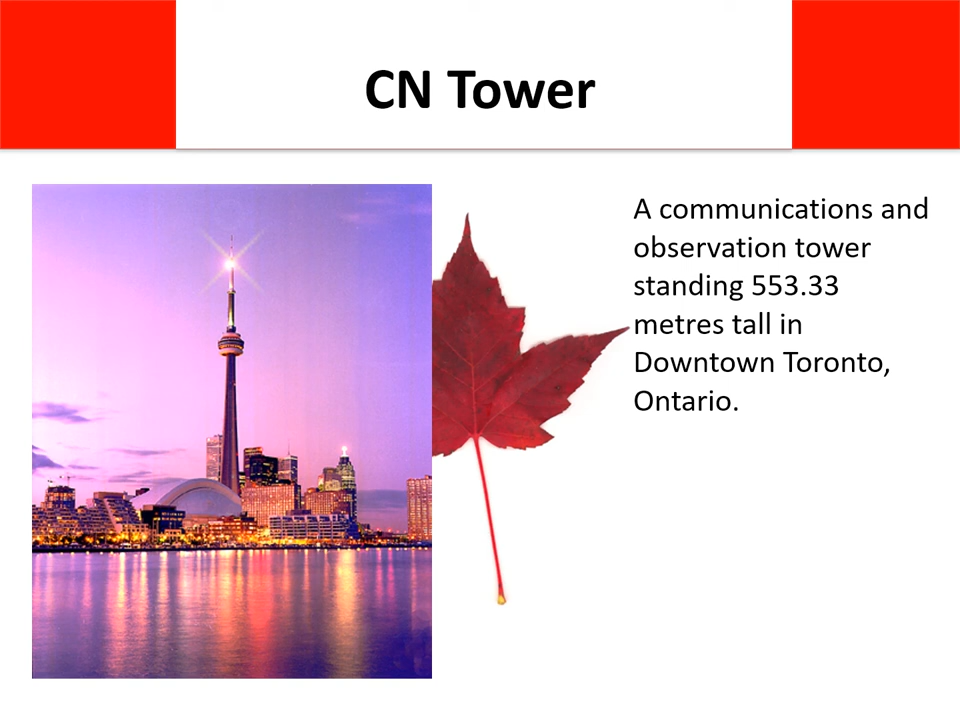 CN Tower
A communications and
observation tower
standing 553.33
metres tall in
Downtown Toronto,
Ontario.